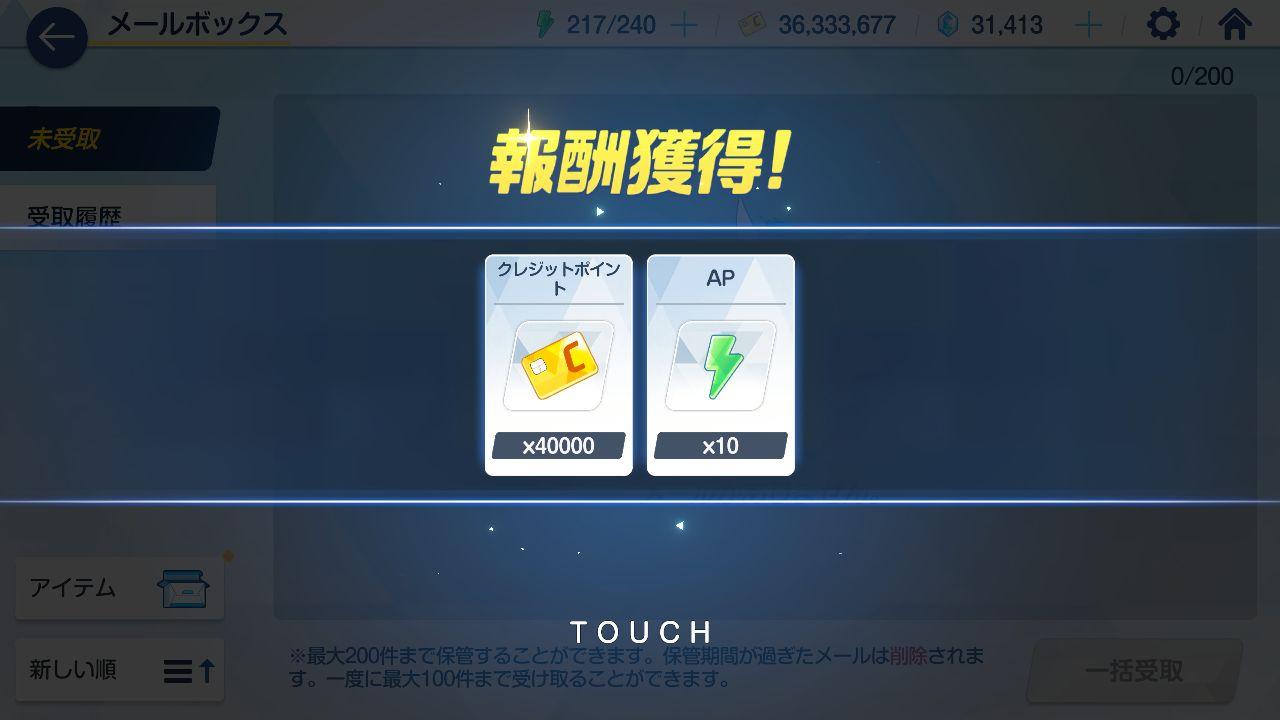 メールボックス
217/240
36,333,677
31,413
0/200
未受取
受取履歴
報酬獲得!
クレジットポイン
ト
x40000
AP
x10
アイテム
新しい順
TOUCH
※最大200件まで保管することができます。保管期間が過ぎたメールは削除されま
す。一度に最大100件まで受け取ることができます。
一括受取